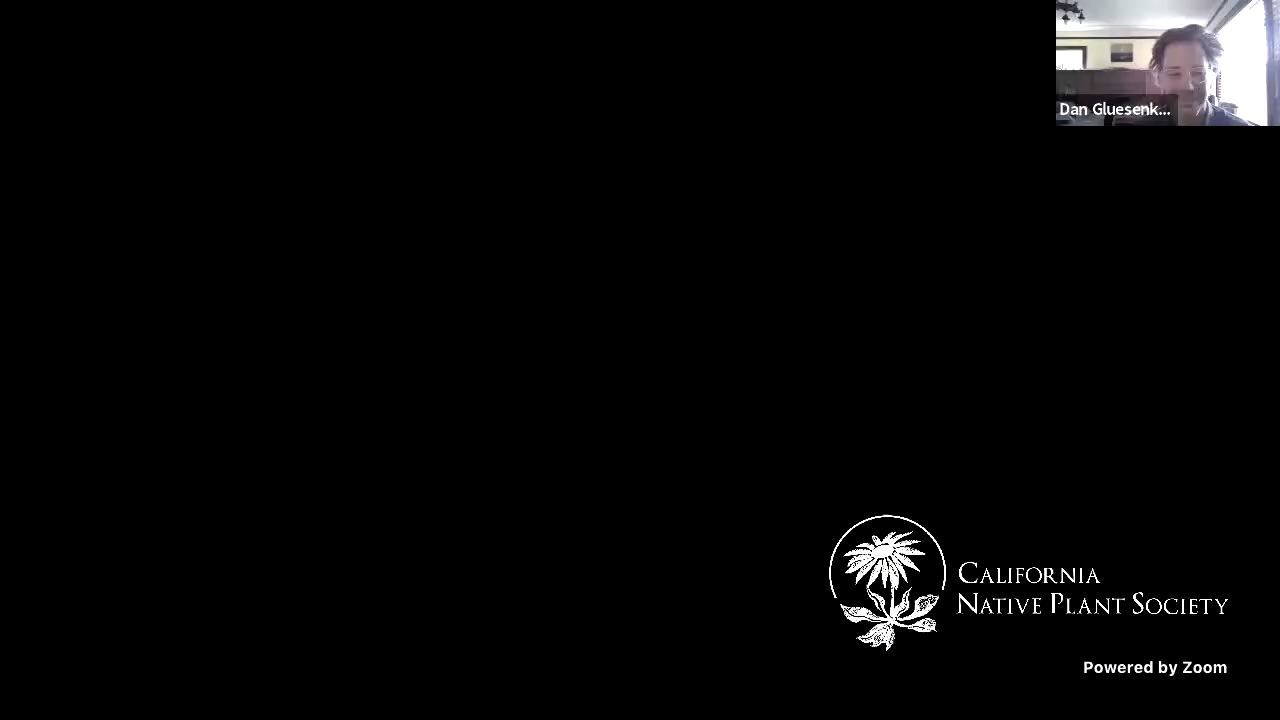 Dan Gluesenk...
CALIFORNIA
NATIVE PLANT SOCIETY
Powered by Zoom